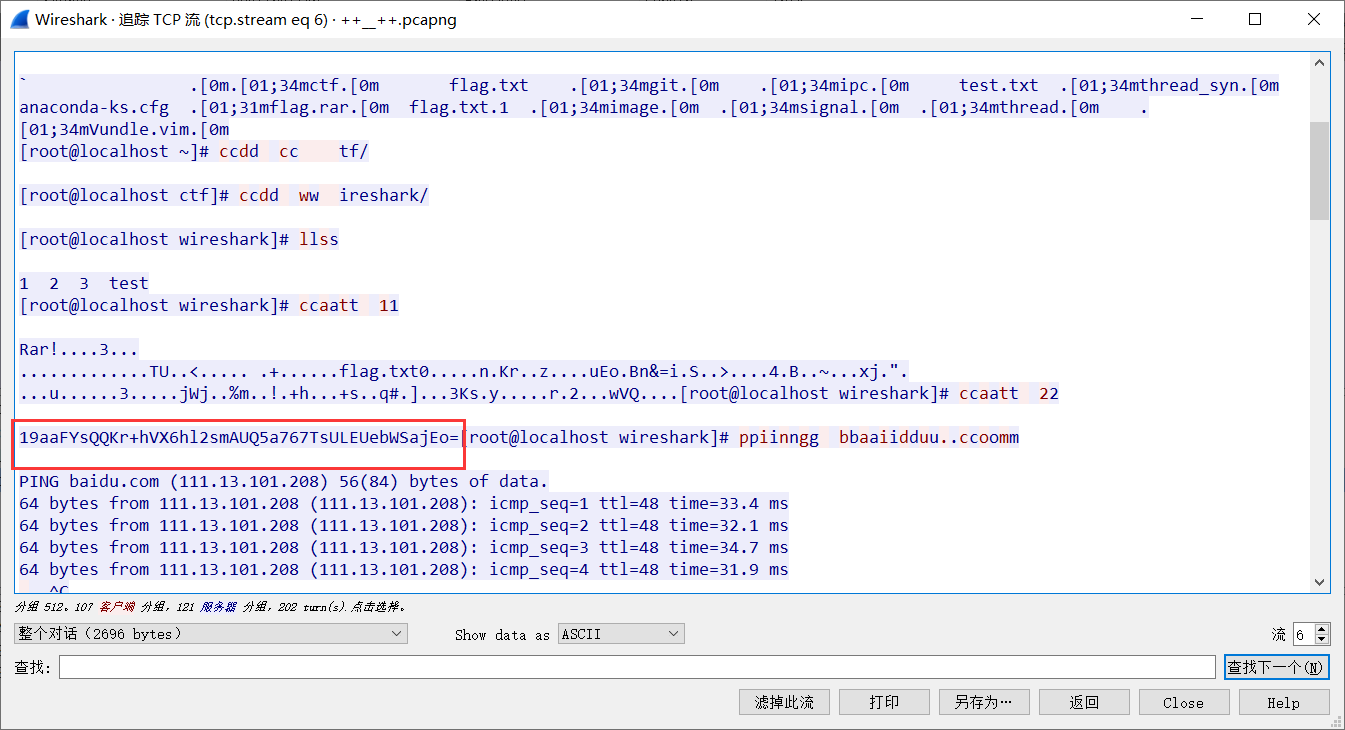 Wireshark · 追踪 TCP 流 (tcp.stream eq 6) · ++__++.pcapng
`                .[0m.[01;34mctf.[0m       flag.txt    .[01;34mgit.[0m    .[01;34mipc.[0m     test.txt  .[01;34mthread_syn.[0m
anaconda-ks.cfg  .[01;31mflag.rar.[0m  flag.txt.1  .[01;34mimage.[0m  .[01;34msignal.[0m  .[01;34mthread.[0m    .
[01;34mVundle.vim.[0m
[root@localhost ~]# ccdd  cc    tf/
[root@localhost ctf]# ccdd  ww  ireshark/
[root@localhost wireshark]# llss
1  2  3  test
[root@localhost wireshark]# ccaatt  11
Rar!....3...
.............TU..<..... .+......flag.txt0.....n.Kr..z....uEo.Bn&=i.S..>....4.B..~...xj.".
...u......3.....jWj..%m..!.+h...+s..q#.]...3Ks.y.....r.2...wVQ....[root@localhost wireshark]# ccaatt  22
19aaFYsQQKr+hVX6hl2smAUQ5a767TsULEUebWSajEo=[root@localhost wireshark]# ppiinngg  bbaaiidduu..ccoomm
PING baidu.com (111.13.101.208) 56(84) bytes of data.
64 bytes from 111.13.101.208 (111.13.101.208): icmp_seq=1 ttl=48 time=33.4 ms
64 bytes from 111.13.101.208 (111.13.101.208): icmp_seq=2 ttl=48 time=32.1 ms
64 bytes from 111.13.101.208 (111.13.101.208): icmp_seq=3 ttl=48 time=34.7 ms
64 bytes from 111.13.101.208 (111.13.101.208): icmp_seq=4 ttl=48 time=31.9 ms
..^C
分组 512。107 客户端 分组，121 服务器 分组，202 turn(s).点击选择。
整个对话（2696 bytes）
Show data as ASCII
流 6
查找:
查找下一个(N)
滤掉此流 打印 另存为… 返回 Close Help